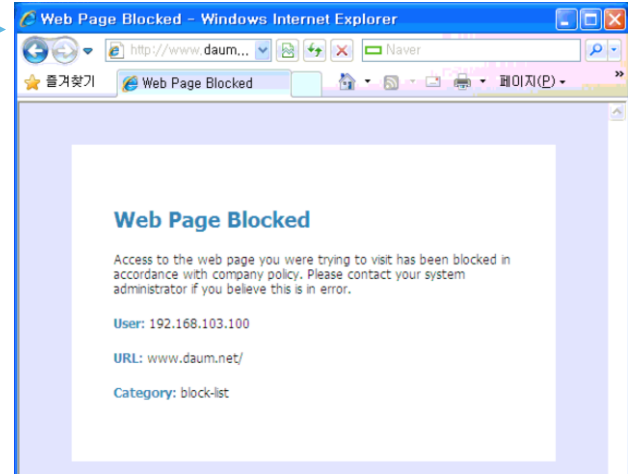 Web Page Blocked - Windows Internet Explorer
http://www.daum...
Naver
즐겨찾기
Web Page Blocked
페이지(P)
»
Web Page Blocked
Access to the web page you were trying to visit has been blocked in
accordance with company policy. Please contact your system
administrator if you believe this is in error.
User: 192.168.103.100
URL: www.daum.net/
Category: block-list